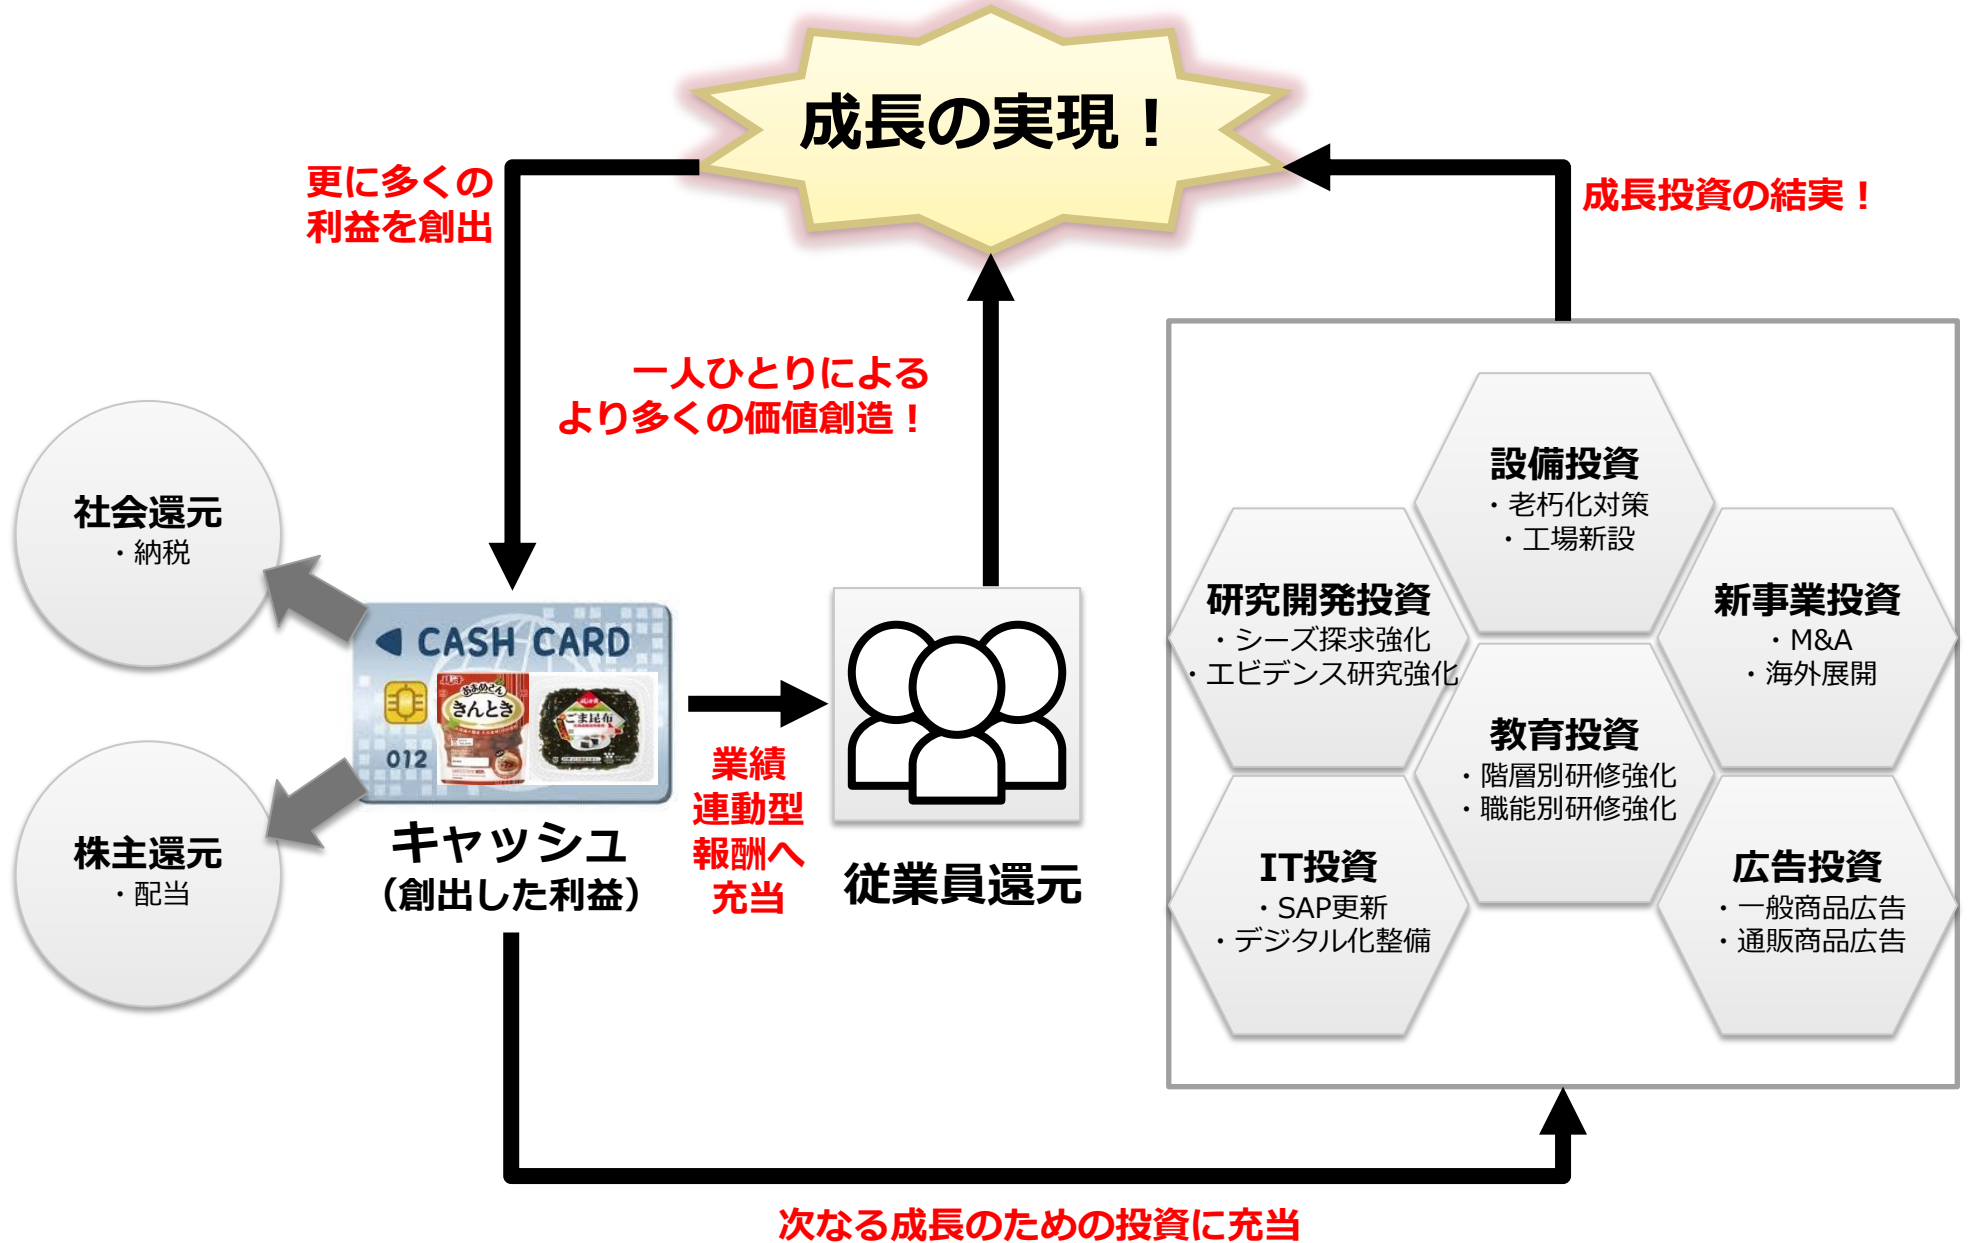 成長の実現！
更に多くの
利益を創出
成長投資の結実！
一人ひとりによる
より多くの価値創造！
社会還元
・納税
株主還元
・配当
CASH CARD
012
おまめさん
きんとき
ごま昆布
キャッシュ
（創出した利益）
業績
連動型
報酬へ
充当
従業員還元
設備投資
・老朽化対策
・工場新設
研究開発投資
・シーズ探求強化
・エビデンス研究強化
新事業投資
・M&A
・海外展開
教育投資
・階層別研修強化
・職能別研修強化
IT投資
・SAP更新
・デジタル化整備
広告投資
・一般商品広告
・通販商品広告
次なる成長のための投資に充当